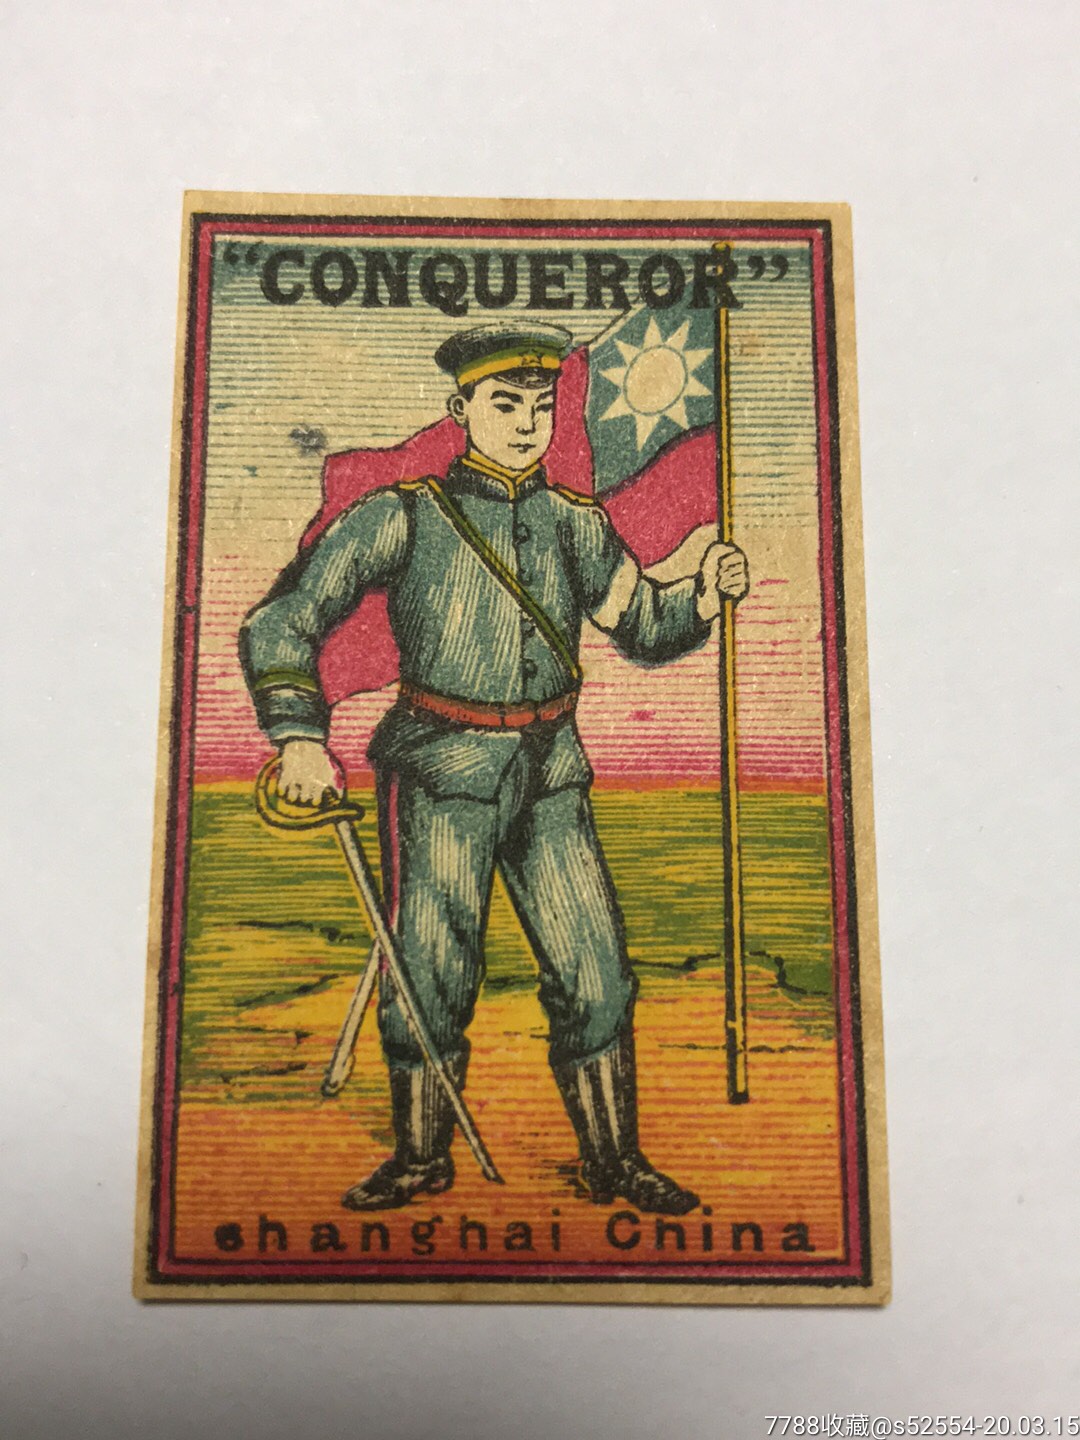 “CONQUEROR”
shanghai China
7788收藏@s52554-20.03.15